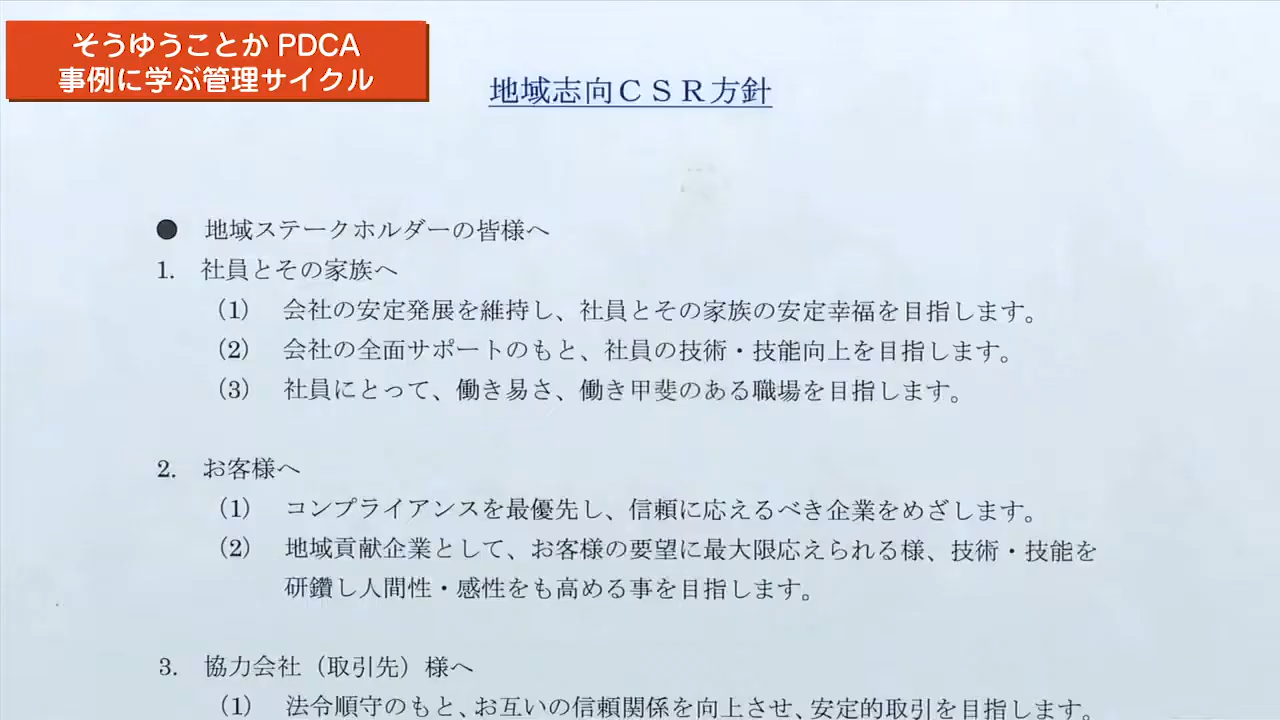 そうゆうことか PDCA
事例に学ぶ管理サイクル
地域志向ＣＳＲ方針
● 地域ステークホルダーの皆様へ
1. 社員とその家族へ
（1） 会社の安定発展を維持し、社員とその家族の安定幸福を目指します。
（2） 会社の全面サポートのもと、社員の技術・技能向上を目指します。
（3） 社員にとって、働き易さ、働き甲斐のある職場を目指します。
2. お客様へ
（1） コンプライアンスを最優先し、信頼に応えるべき企業をめざします。
（2） 地域貢献企業として、お客様の要望に最大限応えられる様、技術・技能を
研鑽し人間性・感性をも高める事を目指します。
3. 協力会社（取引先）様へ
（1） 法令順守のもと、お互いの信頼関係を向上させ、安定的取引を目指します。